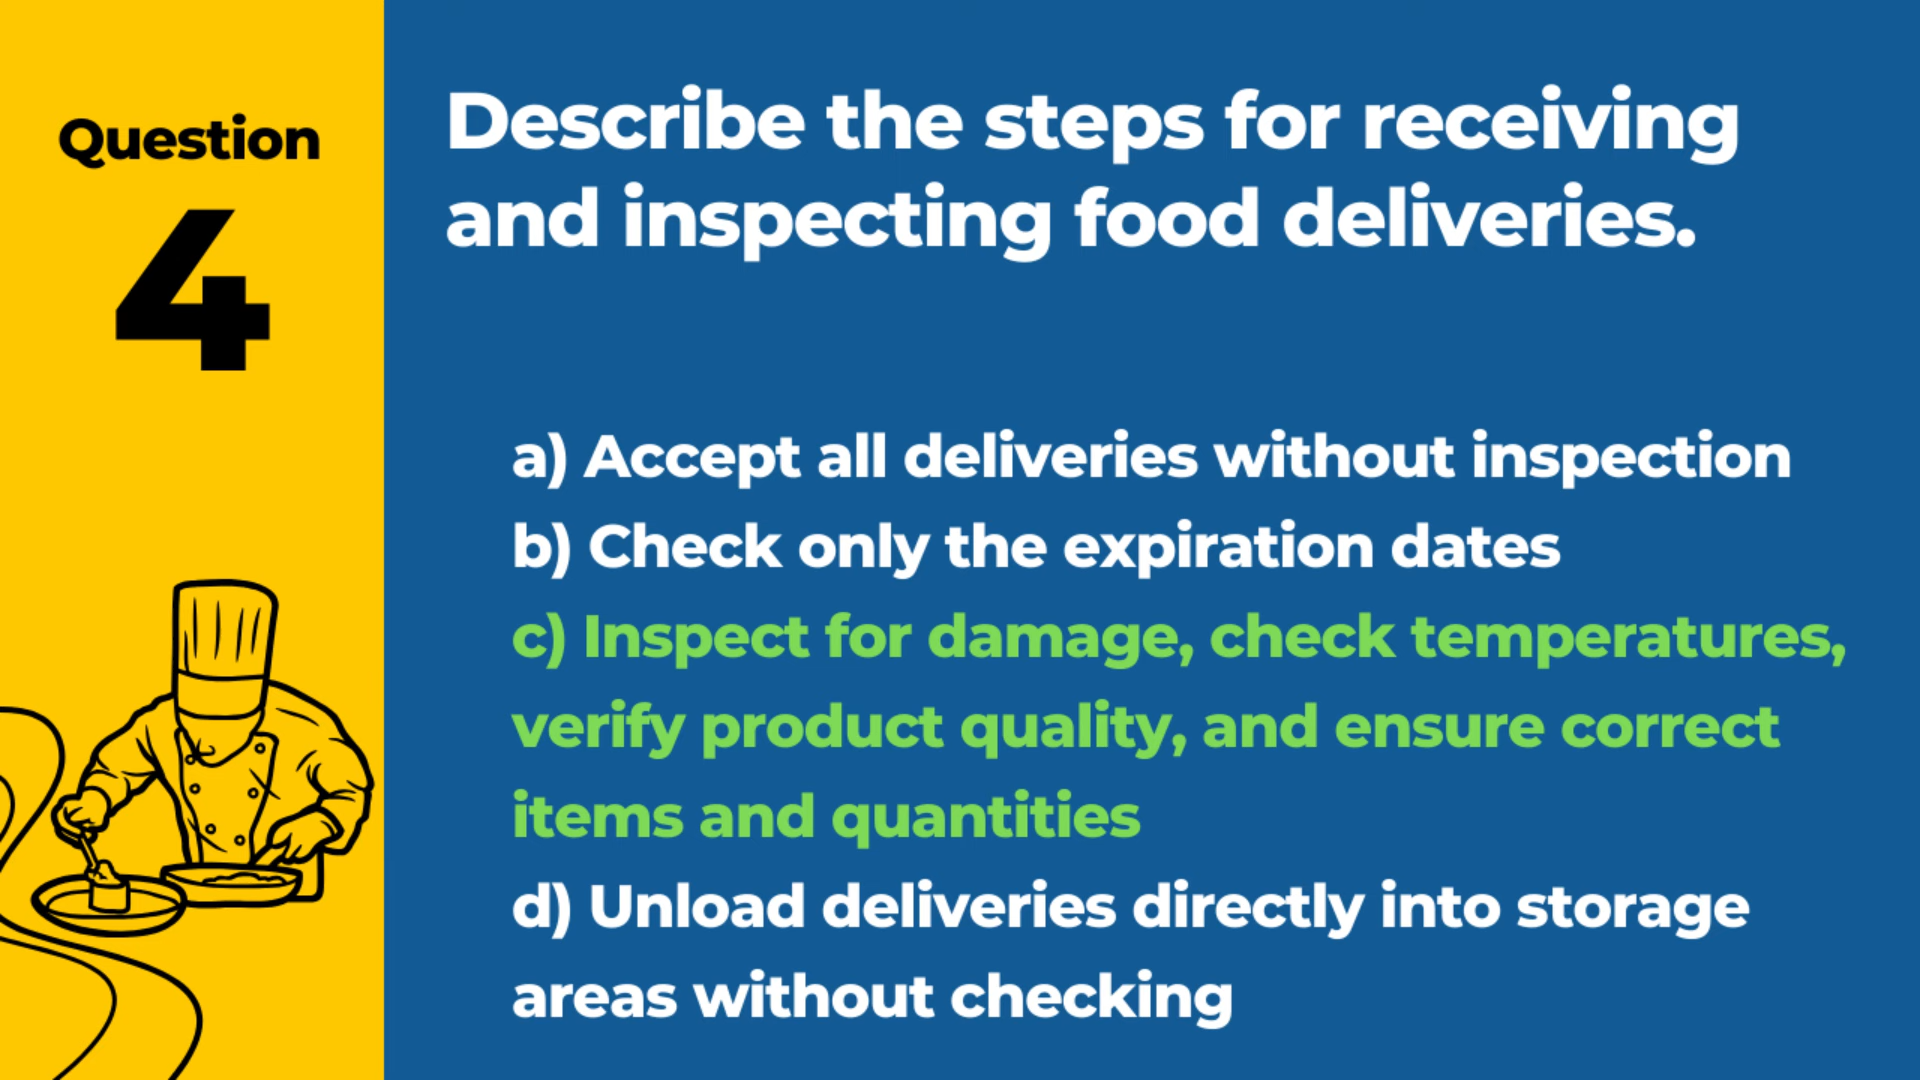 Question
4
Describe the steps for receiving
and inspecting food deliveries.
a) Accept all deliveries without inspection
b) Check only the expiration dates
c) Inspect for damage, check temperatures,
verify product quality, and ensure correct
items and quantities
d) Unload deliveries directly into storage
areas without checking